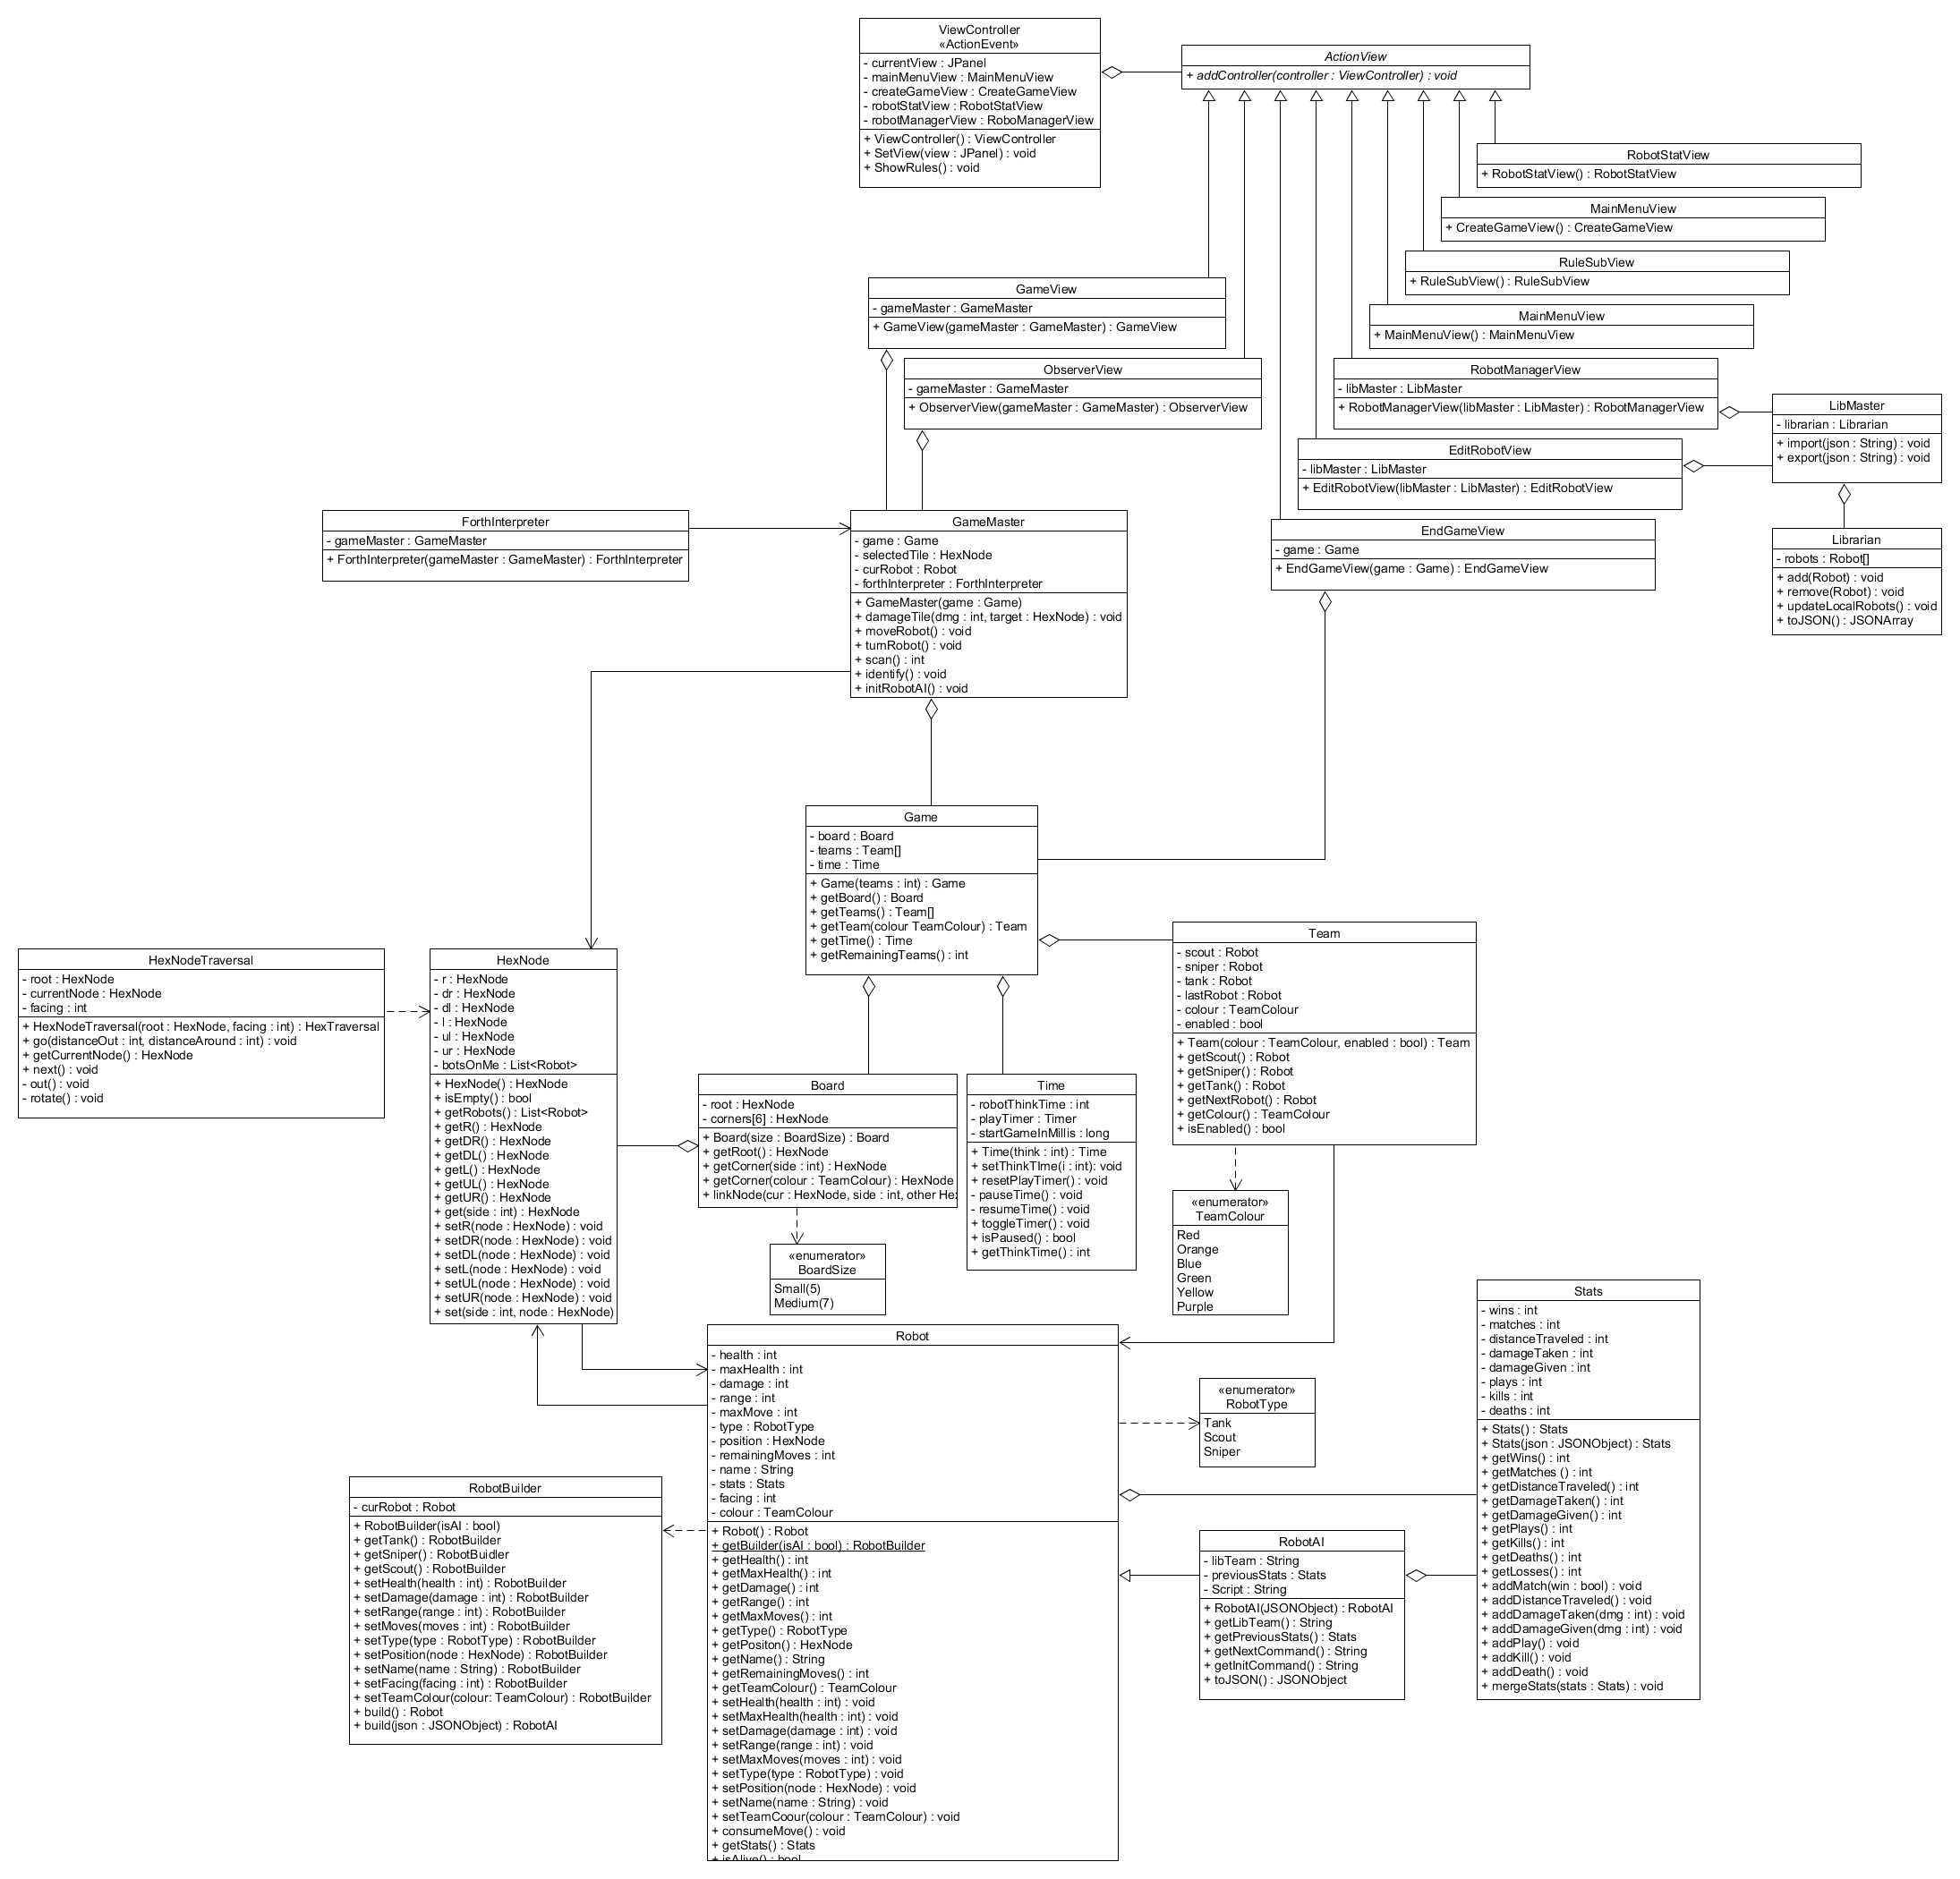 ViewController
«ActionEvent»
- currentView : JPanel
- mainMenuView : MainMenuView
- createGameView : CreateGameView
- robotStatView : RobotStatView
- robotManagerView : RoboManagerView
+ ViewController() : ViewController
+ SetView(view : JPanel) : void
+ ShowRules() : void
ActionView
+ addController(controller : ViewController) : void
RobotStatView
+ RobotStatView() : RobotStatView
MainMenuView
+ CreateGameView() : CreateGameView
RuleSubView
+ RuleSubView() : RuleSubView
MainMenuView
+ MainMenuView() : MainMenuView
GameView
- gameMaster : GameMaster
+ GameView(gameMaster : GameMaster) : GameView
ObserverView
- gameMaster : GameMaster
+ ObserverView(gameMaster : GameMaster) : ObserverView
RobotManagerView
- libMaster : LibMaster
+ RobotManagerView(libMaster : LibMaster) : RobotManagerView
LibMaster
- librarian : Librarian
+ import(json : String) : void
+ export(json : String) : void
EditRobotView
- libMaster : LibMaster
+ EditRobotView(libMaster : LibMaster) : EditRobotView
EndGameView
- game : Game
+ EndGameView(game : Game) : EndGameView
Librarian
- robots : Robot[]
+ add(Robot) : void
+ remove(Robot) : void
+ updateLocalRobots() : void
+ toJSON() : JSONArray
ForthInterpreter
- gameMaster : GameMaster
+ ForthInterpreter(gameMaster : GameMaster) : ForthInterpreter
GameMaster
- game : Game
- selectedTile : HexNode
- curRobot : Robot
- forthInterpreter : ForthInterpreter
+ GameMaster(game : Game)
+ damageTile(dmg : int, target : HexNode) : void
+ moveRobot() : void
+ turnRobot() : void
+ scan() : int
+ identify() : void
+ initRobotAI() : void
Game
- board : Board
- teams : Team[]
- time : Time
+ Game(teams : int) : Game
+ getBoard() : Board
+ getTeams() : Team[]
+ getTeam(colour TeamColour) : Team
+ getTime() : Time
+ getRemainingTeams() : int
HexNodeTraversal
- root : HexNode
- currentNode : HexNode
- facing : int
+ HexNodeTraversal(root : HexNode, facing : int) : HexTraversal
+ go(distanceOut : int, distanceAround : int) : void
+ getCurrentNode() : HexNode
+ next() : void
- out() : void
- rotate() : void
HexNode
- r : HexNode
- dr : HexNode
- dl : HexNode
- l : HexNode
- ul : HexNode
- ur : HexNode
- botsOnMe : List<Robot>
+ HexNode() : HexNode
+ isEmpty() : bool
+ getRobots() : List<Robot>
+ getR() : HexNode
+ getDR() : HexNode
+ getDL() : HexNode
+ getL() : HexNode
+ getUL() : HexNode
+ getUR() : HexNode
+ get(side : int) : HexNode
+ setR(node : HexNode) : void
+ setDR(node : HexNode) : void
+ setDL(node : HexNode) : void
+ setL(node : HexNode) : void
+ setUL(node : HexNode) : void
+ setUR(node : HexNode) : void
+ set(side : int, node : HexNode)
Team
- scout : Robot
- sniper : Robot
- tank : Robot
- lastRobot : Robot
- colour : TeamColour
- enabled : bool
+ Team(colour : TeamColour, enabled : bool) : Team
+ getScout() : Robot
+ getSniper() : Robot
+ getTank() : Robot
+ getNextRobot() : Robot
+ getColour() : TeamColour
+ isEnabled() : bool
Board
- root : HexNode
- corners[6] : HexNode
+ Board(size : BoardSize) : Board
+ getRoot() : HexNode
+ getCorner(side : int) : HexNode
+ getCorner(colour : TeamColour) : HexNode
+ linkNode(cur : HexNode, side : int, other He
Time
- robotThinkTime : int
- playTimer : Timer
- startGameInMillis : long
+ Time(think : int) : Time
+ setThinkTIme(i : int): void
+ resetPlayTimer() : void
- pauseTime() : void
- resumeTime() : void
+ toggleTimer() : void
+ isPaused() : bool
+ getThinkTime() : int
«enumerator»
TeamColour
Red
Orange
Blue
Green
Yellow
Purple
«enumerator»
BoardSize
Small(5)
Medium(7)
Stats
- wins : int
- matches : int
- distanceTraveled : int
- damageTaken : int
- damageGiven : int
- plays : int
- kills : int
- deaths : int
+ Stats() : Stats
+ Stats(json : JSONObject) : Stats
+ getWins() : int
+ getMatches () : int
+ getDistanceTraveled() : int
+ getDamageTaken() : int
+ getDamageGiven() : int
+ getPlays() : int
+ getKills() : int
+ getDeaths() : int
+ getLosses() : int
+ addMatch(win : bool) : void
+ addDistanceTraveled() : void
+ addDamageTaken(dmg : int) : void
+ addDamageGiven(dmg : int) : void
+ addPlay() : void
+ addKill() : void
+ addDeath() : void
+ mergeStats(stats : Stats) : void
Robot
- health : int
- maxHealth : int
- damage : int
- range : int
- maxMove : int
- type : RobotType
- position : HexNode
- remainingMoves : int
- name : String
- stats : Stats
- facing : int
- colour : TeamColour
+ Robot() : Robot
+ getBuilder(isAI : bool) : RobotBuilder
+ getHealth() : int
+ getMaxHealth() : int
+ getDamage() : int
+ getRange() : int
+ getMaxMoves() : int
+ getType() : RobotType
+ getPositon() : HexNode
+ getName() : String
+ getRemainingMoves() : int
+ getTeamColour() : TeamColour
+ setHealth(health : int) : void
+ setMaxHealth(health : int) : void
+ setDamage(damage : int) : void
+ setRange(range : int) : void
+ setMaxMoves(moves : int) : void
+ setType(type : RobotType) : void
+ setPosition(node : HexNode) : void
+ setName(name : String) : void
+ setTeamCoour(colour : TeamColour) : void
+ consumeMove() : void
+ getStats() : Stats
+ isAlive() : bool
«enumerator»
RobotType
Tank
Scout
Sniper
RobotBuilder
- curRobot : Robot
+ RobotBuilder(isAI : bool)
+ getTank() : RobotBuilder
+ getSniper() : RobotBuidler
+ getScout() : RobotBuilder
+ setHealth(health : int) : RobotBuilder
+ setDamage(damage : int) : RobotBuilder
+ setRange(range : int) : RobotBuilder
+ setMoves(moves : int) : RobotBuilder
+ setType(type : RobotType) : RobotBuilder
+ setPosition(node : HexNode) : RobotBuilder
+ setName(name : String) : RobotBuilder
+ setFacing(facing : int) : RobotBuilder
+ setTeamColour(colour: TeamColour) : RobotBuilder
+ build() : Robot
+ build(json : JSONObject) : RobotAI
RobotAI
- libTeam : String
- previousStats : Stats
- Script : String
+ RobotAI(JSONObject) : RobotAI
+ getLibTeam() : String
+ getPreviousStats() : Stats
+ getNextCommand() : String
+ getInitCommand() : String
+ toJSON() : JSONObject